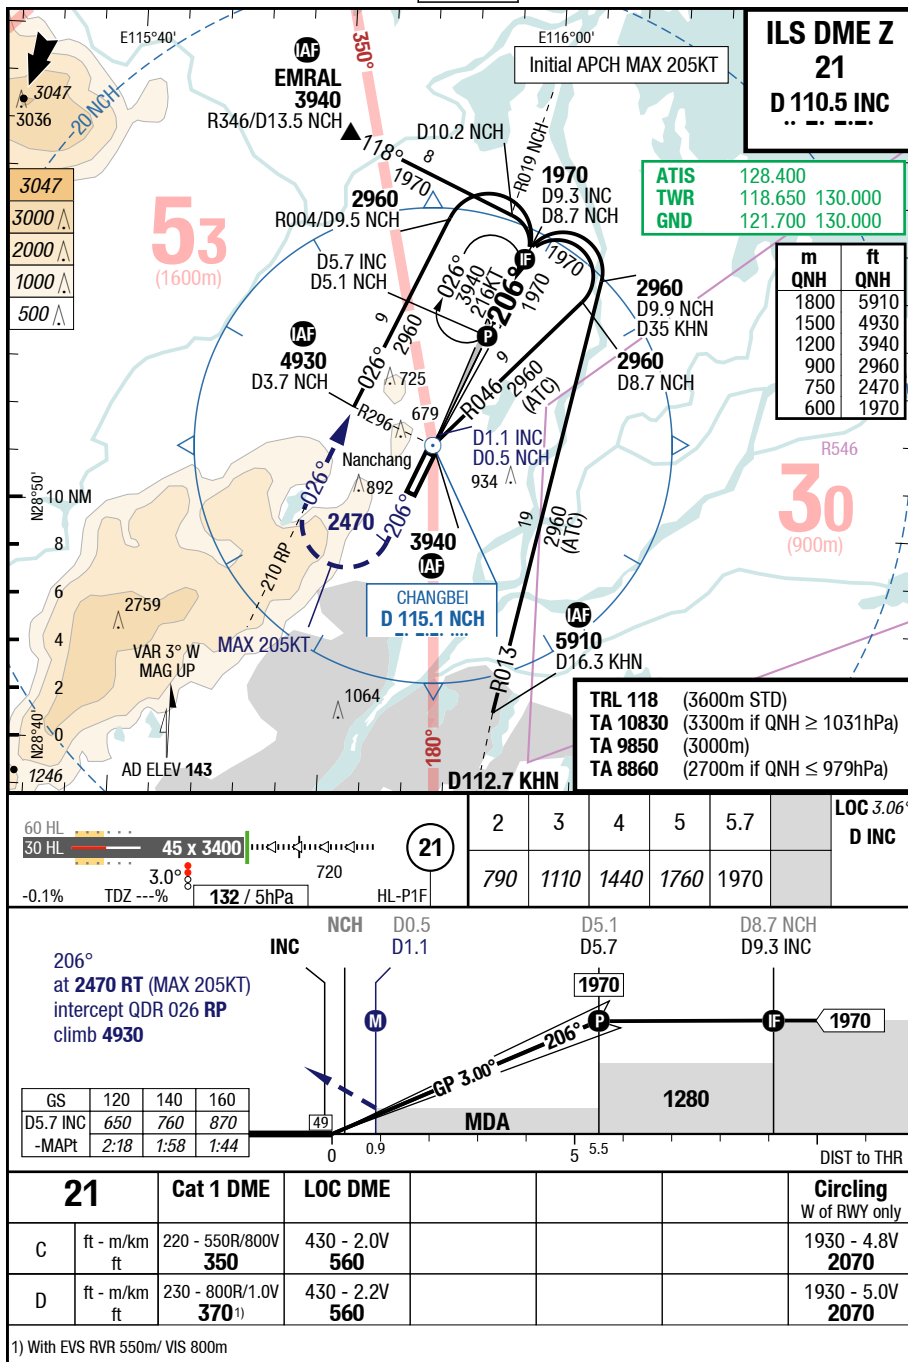 ILS DME Z
21
D 110.5 INC
E115°40'
E116°00'
Initial APCH MAX 205KT
350°
IAF
EMRAL
3940
R346/D13.5 NCH
3047
3036
20 NCH
118°
8
1970
D10.2 NCH
R019 NCH
1970
D9.3 INC
D8.7 NCH
ATIS 128.400
TWR 118.650 130.000
GND 121.700 130.000
3047
3000
2000
1000
500
53
(1600m)
2960
R004/D9.5 NCH
D5.7 INC
D5.1 NCH
IF
1970
026°
3940
216KT
206°
1970
2960
D9.9 NCH
D35 KHN
2960
D8.7 NCH
m ft
QNH QNH
1800 5910
1500 4930
1200 3940
900 2960
750 2470
600 1970
IAF
4930
D3.7 NCH
9
2960
026°
P
9
R046
2960
(ATC)
725
R296
679
D1.1 INC
D0.5 NCH
Nanchang
892
934
R546
30
(900m)
N28°50'
10 NM
8
6
4
2
0
026°
2470
206°
3940
IAF
19
2960
(ATC)
210 RP
CHANGBEI
D 115.1 NCH
2759
MAX 205KT
IAF
5910
D16.3 KHN
VAR 3° W
MAG UP
R013
1064
N28°40'
1246
AD ELEV 143
180°
D112.7 KHN
TRL 118 (3600m STD)
TA 10830 (3300m if QNH ≥ 1031hPa)
TA 9850 (3000m)
TA 8860 (2700m if QNH ≤ 979hPa)
60 HL
30 HL
45 x 3400
720
3.0°
-0.1%
TDZ ---%
132 / 5hPa
HL-P1F
21
2 3 4 5 5.7 LOC 3.06°
D INC
790 1110 1440 1760 1970
NCH D0.5 D5.1 D8.7 NCH
INC D1.1 D5.7 D9.3 INC
206°
at 2470 RT (MAX 205KT)
intercept QDR 026 RP
climb 4930
M
1970
P
IF
1970
206°
GP 3.00°
1280
MDA
49
GS 120 140 160
D5.7 INC 650 760 870
-MAPt 2:18 1:58 1:44
0 0.9 5 5.5 DIST to THR
21 Cat 1 DME LOC DME Circling
W of RWY only
C ft - m/km 220 - 550R/800V 430 - 2.0V 1930 - 4.8V
ft 350 560 2070
D ft - m/km 230 - 800R/1.0V 430 - 2.2V 1930 - 5.0V
ft 370 1) 560 2070
1) With EVS RVR 550m/ VIS 800m